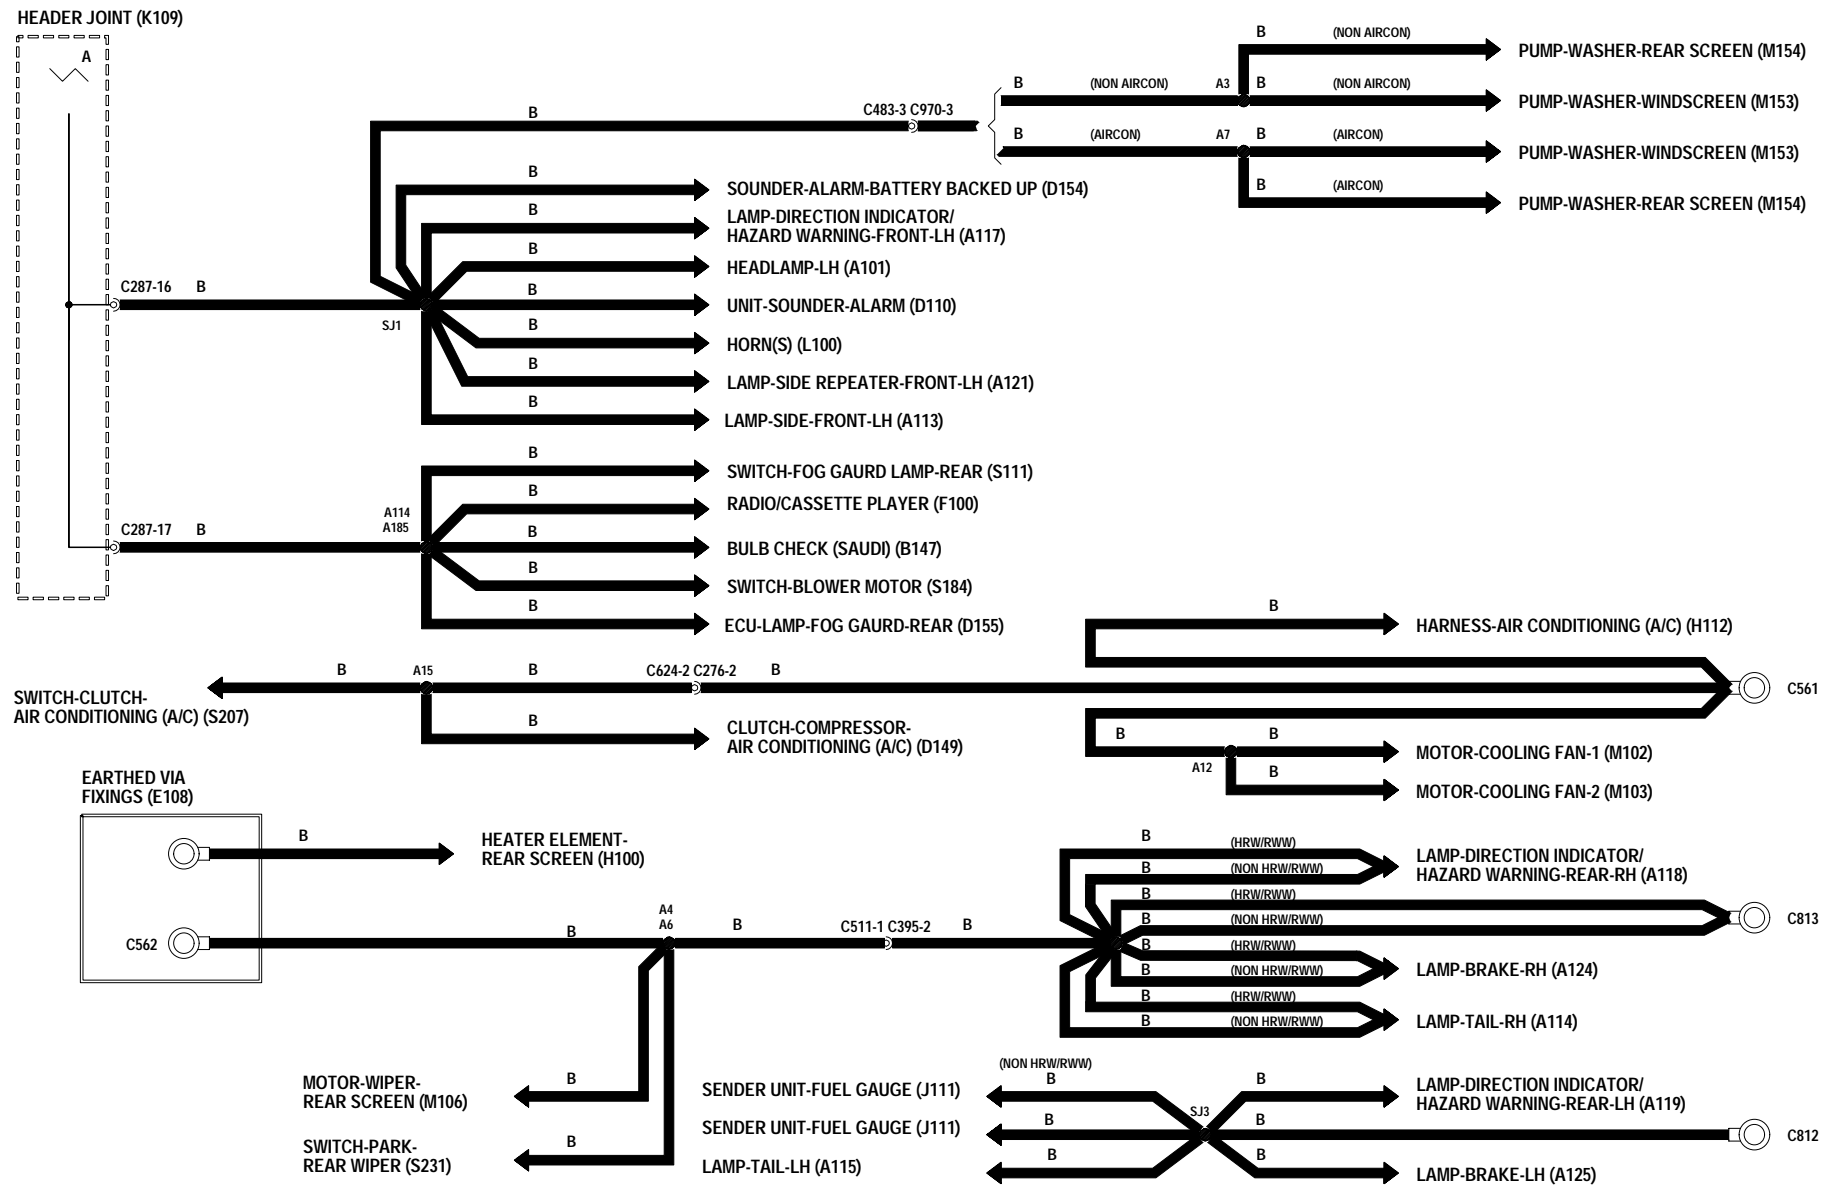 HEADER JOINT (K109)
A
B (NON AIRCON)
PUMP-WASHER-REAR SCREEN (M154)
B (NON AIRCON) A3 B (NON AIRCON)
PUMP-WASHER-WINDSCREEN (M153)
B C483-3 C970-3
B (AIRCON) A7 B (AIRCON)
PUMP-WASHER-WINDSCREEN (M153)
B (AIRCON)
PUMP-WASHER-REAR SCREEN (M154)
B
SOUNDER-ALARM-BATTERY BACKED UP (D154)
B
LAMP-DIRECTION INDICATOR/
HAZARD WARNING-FRONT-LH (A117)
B
HEADLAMP-LH (A101)
C287-16 B
SJ1
B
UNIT-SOUNDER-ALARM (D110)
B
HORN(S) (L100)
B
LAMP-SIDE REPEATER-FRONT-LH (A121)
B
LAMP-SIDE-FRONT-LH (A113)
B
SWITCH-FOG GAURD LAMP-REAR (S111)
B
RADIO/CASSETTE PLAYER (F100)
A114
A185
C287-17 B
B
BULB CHECK (SAUDI) (B147)
B
SWITCH-BLOWER MOTOR (S184)
B
ECU-LAMP-FOG GAURD-REAR (D155)
B
HARNESS-AIR CONDITIONING (A/C) (H112)
B A15 B C624-2 C276-2 B
C561
SWITCH-CLUTCH-
AIR CONDITIONING (A/C) (S207)
B
CLUTCH-COMPRESSOR-
AIR CONDITIONING (A/C) (D149)
B B
MOTOR-COOLING FAN-1 (M102)
A12 B
MOTOR-COOLING FAN-2 (M103)
EARTHED VIA
FIXINGS (E108)
B
HEATER ELEMENT-
REAR SCREEN (H100)
B (HRW/RWW)
B (NON HRW/RWW)
LAMP-DIRECTION INDICATOR/
HAZARD WARNING-REAR-RH (A118)
B (HRW/RWW)
B (NON HRW/RWW)
C813
C562 B
A4
A6
B C511-1 C395-2 B
B (HRW/RWW)
B (NON HRW/RWW)
LAMP-BRAKE-RH (A124)
B (HRW/RWW)
B (NON HRW/RWW)
LAMP-TAIL-RH (A114)
MOTOR-WIPER-
REAR SCREEN (M106)
B
SWITCH-PARK-
REAR WIPER (S231)
B
(NON HRW/RWW)
SENDER UNIT-FUEL GAUGE (J111) B
B
LAMP-DIRECTION INDICATOR/
HAZARD WARNING-REAR-LH (A119)
SENDER UNIT-FUEL GAUGE (J111) B SJ3 B
C812
LAMP-TAIL-LH (A115) B
B
LAMP-BRAKE-LH (A125)